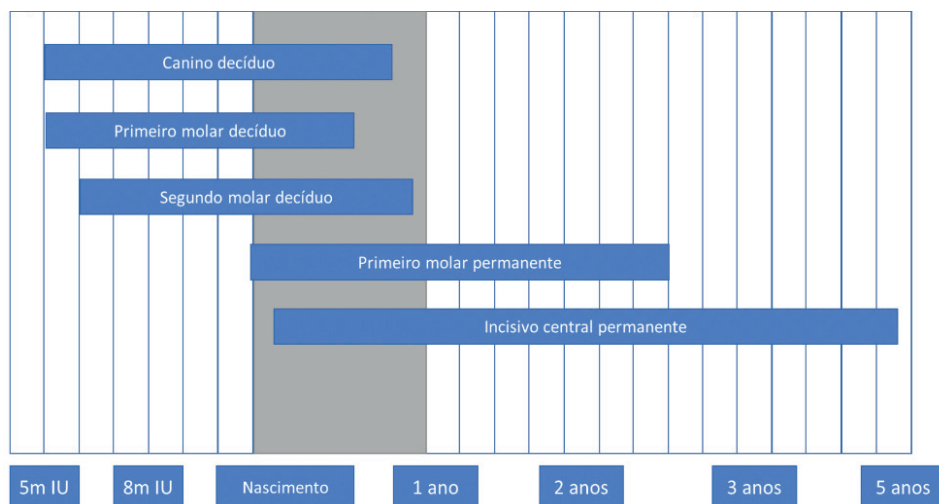 Canino decíduo
Primeiro molar decíduo
Segundo molar decíduo
Primeiro molar permanente
Incisivo central permanente
5m IU
8m IU
Nascimento
1 ano
2 anos
3 anos
5 anos